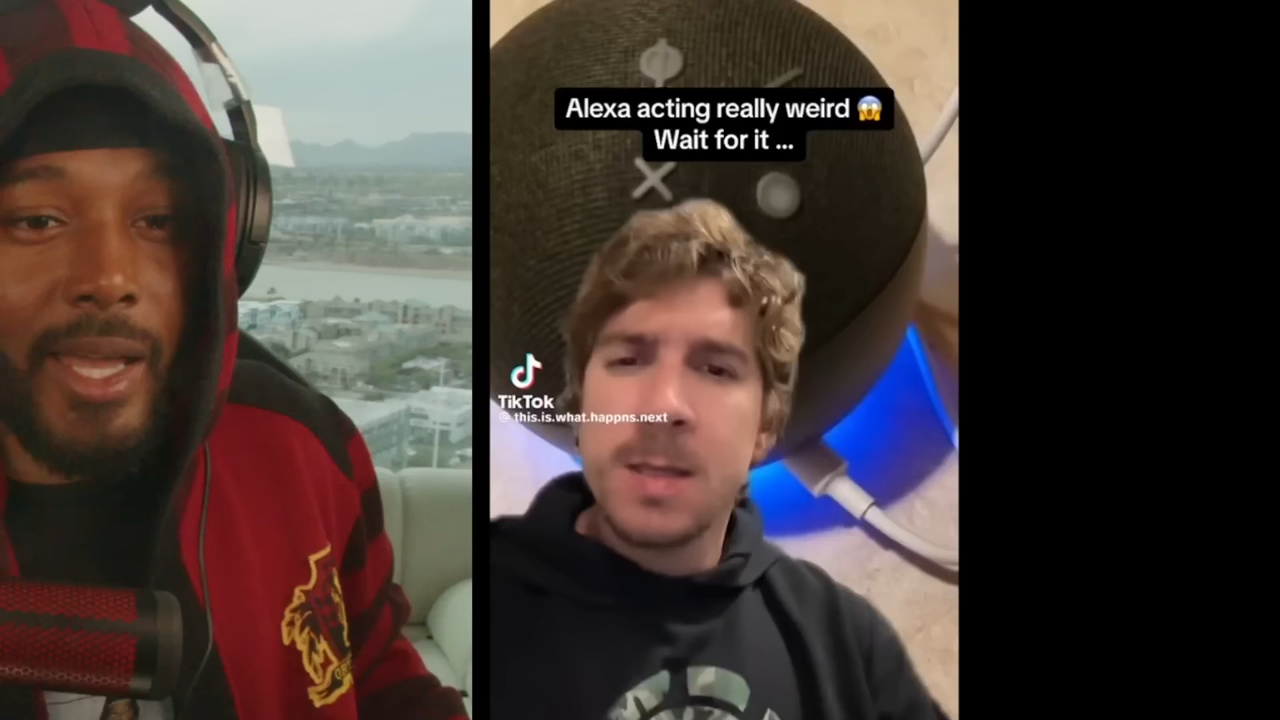 Alexa acting really weird 😱
Wait for it ...
TikTok
@ this.is.what.happns.next